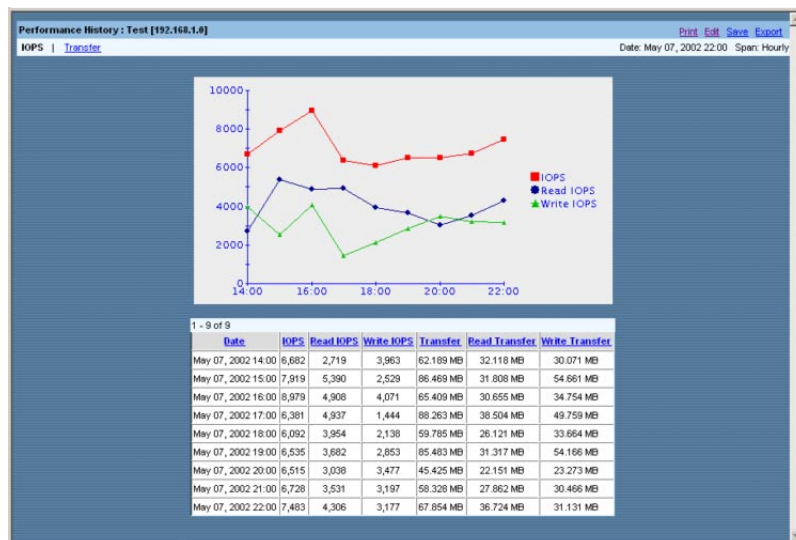 Performance History : Test [192.168.1.0]
Print Edit Save Export
IOPS | Transfer
Date: May 07, 2002 22:00 Span: Hourly
10000
8000
6000
4000
2000
0
14:00 16:00 18:00 20:00 22:00
IOPS
Read IOPS
Write IOPS
1 - 9 of 9
Date IOPS Read IOPS Write IOPS Transfer Read Transfer Write Transfer
May 07, 2002 14:00 6,682 2,719 3,963 62.189 MB 32.118 MB 30.071 MB
May 07, 2002 15:00 7,919 5,390 2,529 86.469 MB 31.808 MB 54.661 MB
May 07, 2002 16:00 8,979 4,908 4,071 65.409 MB 30.655 MB 34.754 MB
May 07, 2002 17:00 6,381 4,937 1,444 88.263 MB 38.504 MB 49.759 MB
May 07, 2002 18:00 6,092 3,954 2,138 59.785 MB 26.121 MB 33.664 MB
May 07, 2002 19:00 6,535 3,682 2,853 85.483 MB 31.317 MB 54.166 MB
May 07, 2002 20:00 6,515 3,038 3,477 45.425 MB 22.151 MB 23.273 MB
May 07, 2002 21:00 6,728 3,531 3,197 58.328 MB 27.862 MB 30.466 MB
May 07, 2002 22:00 7,483 4,306 3,177 67.854 MB 36.724 MB 31.131 MB